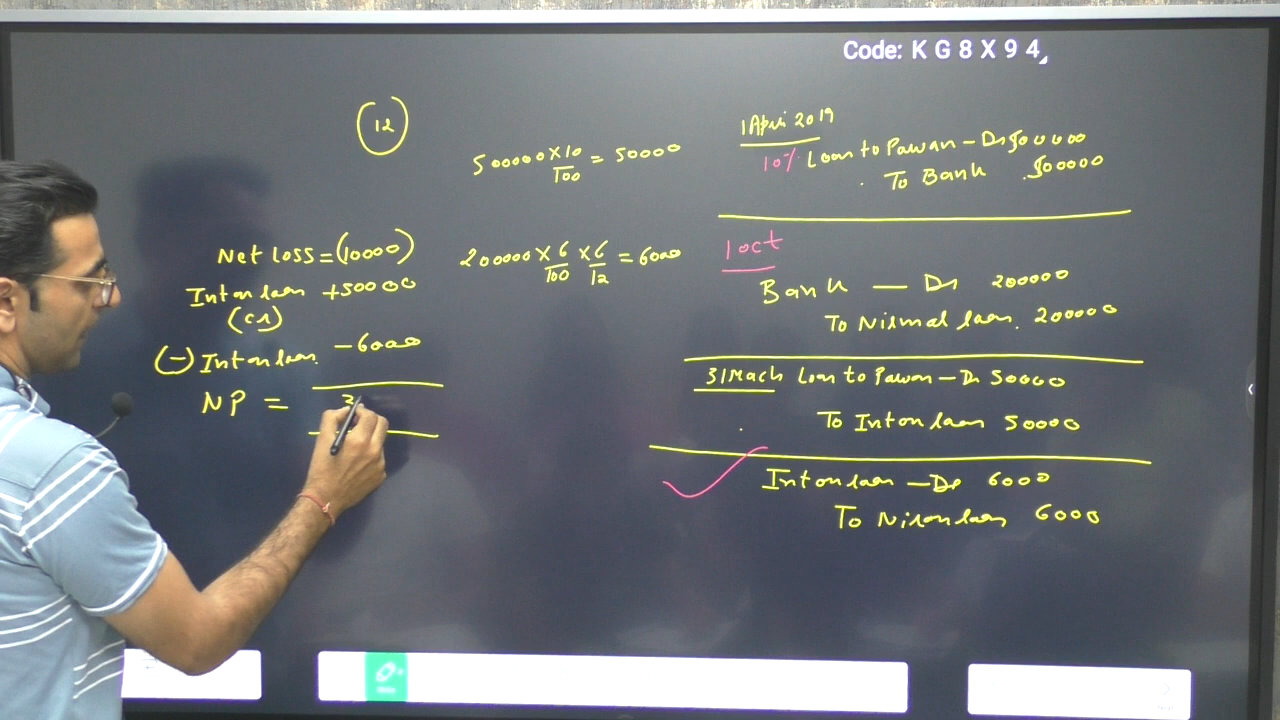 Code: K G 8 X 9 4
12
500000 × 10/100 = 50000
1 April 2019
10% Loan to Pawan – Dr 500000
To Bank 500000
Net Loss = (10000)
200000 × 6/100 × 6/12 = 6000
1 oct
Int on loan +50000
(Cr)
Bank — Dr 200000
To Nirmal loan. 200000
(-) Int on loan. - 6000
NP = 3
31 Mach Loan to Pawan – Dr 50000
To Int on loan 50000
Int on loan – Dr 6000
To loan 6000